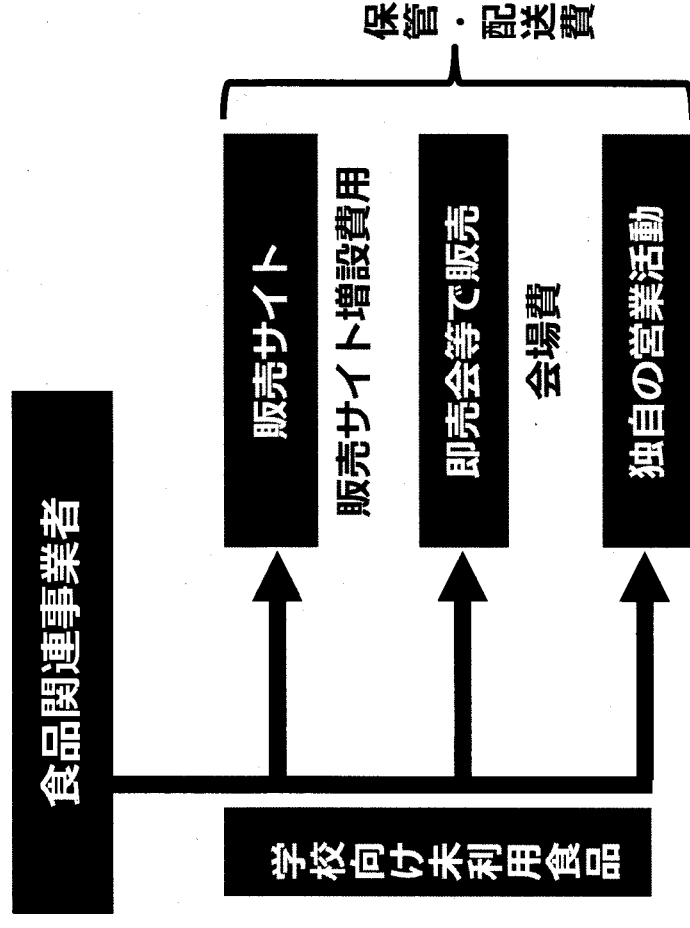 食品関連事業者
学校向け未利用食品
販売サイト
販売サイト増設費用
即売会等で販売
会場費
独自の営業活動
保管・配送費